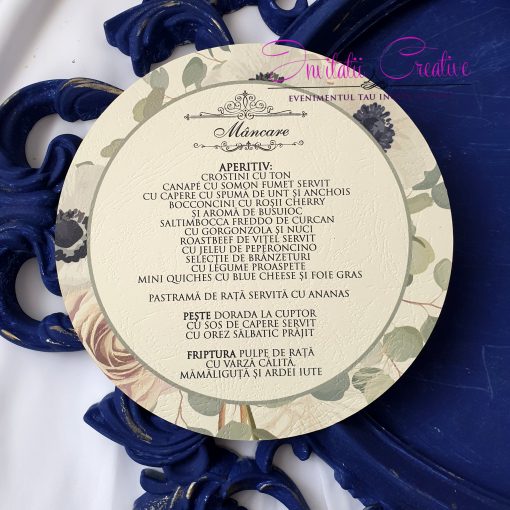 Invitatii Creative
EVENIMENTUL TAU IN
Mâncare
APERITIV:
CROSTINI CU TON
CANAPÉ CU SOMON FUMET SERVIT
CU CAPERE CU SPUMĂ DE UNT ȘI ANCHOIS
BOCCONCINI CU ROȘII CHERRY
ȘI AROMĂ DE BUSUIOC
SALTIMBOCCA FREDDO DE CURCAN
CU GORGONZOLA ȘI NUCI
ROASTBEEF DE VIȚEL SERVIT
CU JELEU DE PEPERONCINO
SELECȚIE DE BRÂNZETURI
CU LEGUME PROASPETE
MINI QUICHES CU BLUE CHEESE ȘI FOIE GRAS
PASTRAMĂ DE RAȚĂ SERVITĂ CU ANANAS
PEȘTE DORADA LA CUPTOR
CU SOS DE CAPERE SERVIT
CU OREZ SĂLBATIC PRĂJIT
FRIPTURA PULPE DE RAȚĂ
CU VARZĂ CĂLITĂ,
MĂMĂLIGUȚĂ ȘI ARDEI IUTE